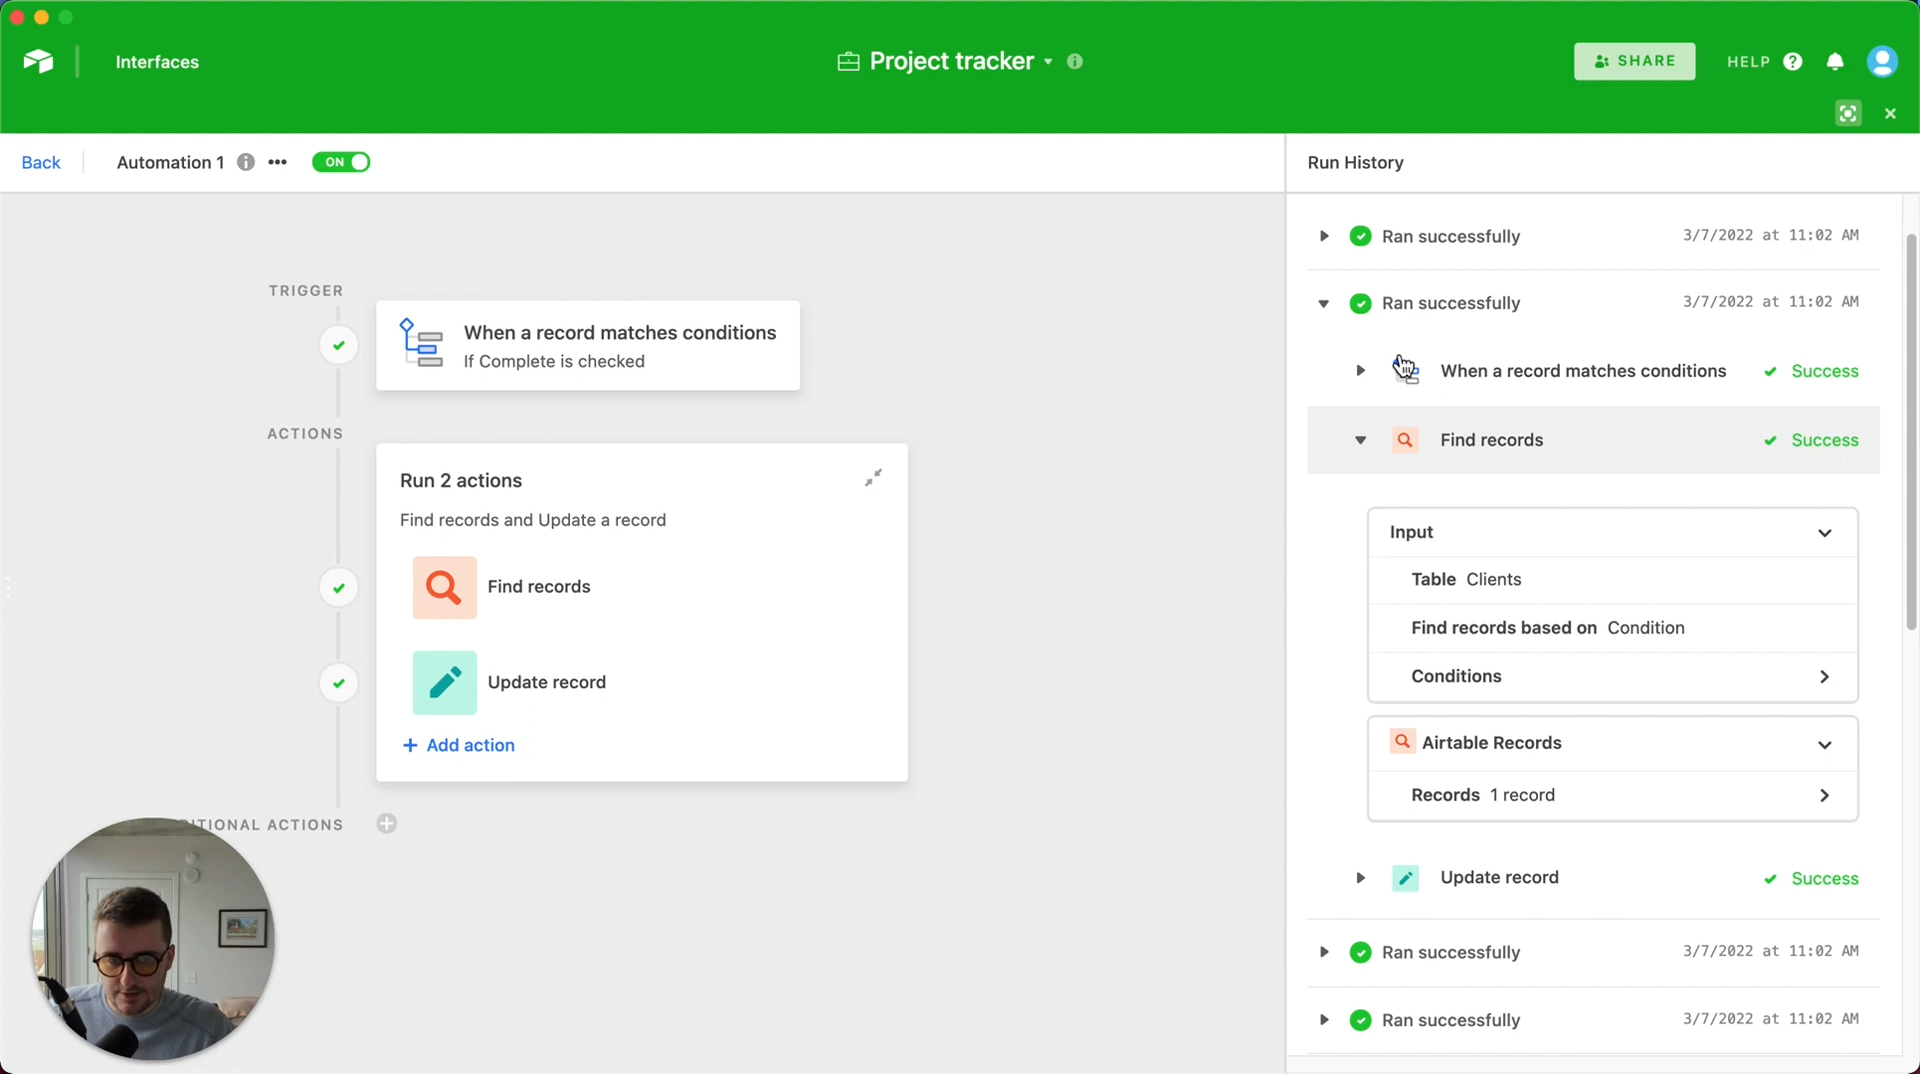 Interfaces
Project tracker
SHARE
HELP
Back
Automation 1
ON
Run History
TRIGGER
When a record matches conditions
If Complete is checked
ACTIONS
Run 2 actions
Find records and Update a record
Find records
Update record
+ Add action
ITIONAL ACTIONS
Ran successfully 3/7/2022 at 11:02 AM
Ran successfully 3/7/2022 at 11:02 AM
When a record matches conditions Success
Find records Success
Input
Table Clients
Find records based on Condition
Conditions
Airtable Records
Records 1 record
Update record Success
Ran successfully 3/7/2022 at 11:02 AM
Ran successfully 3/7/2022 at 11:02 AM